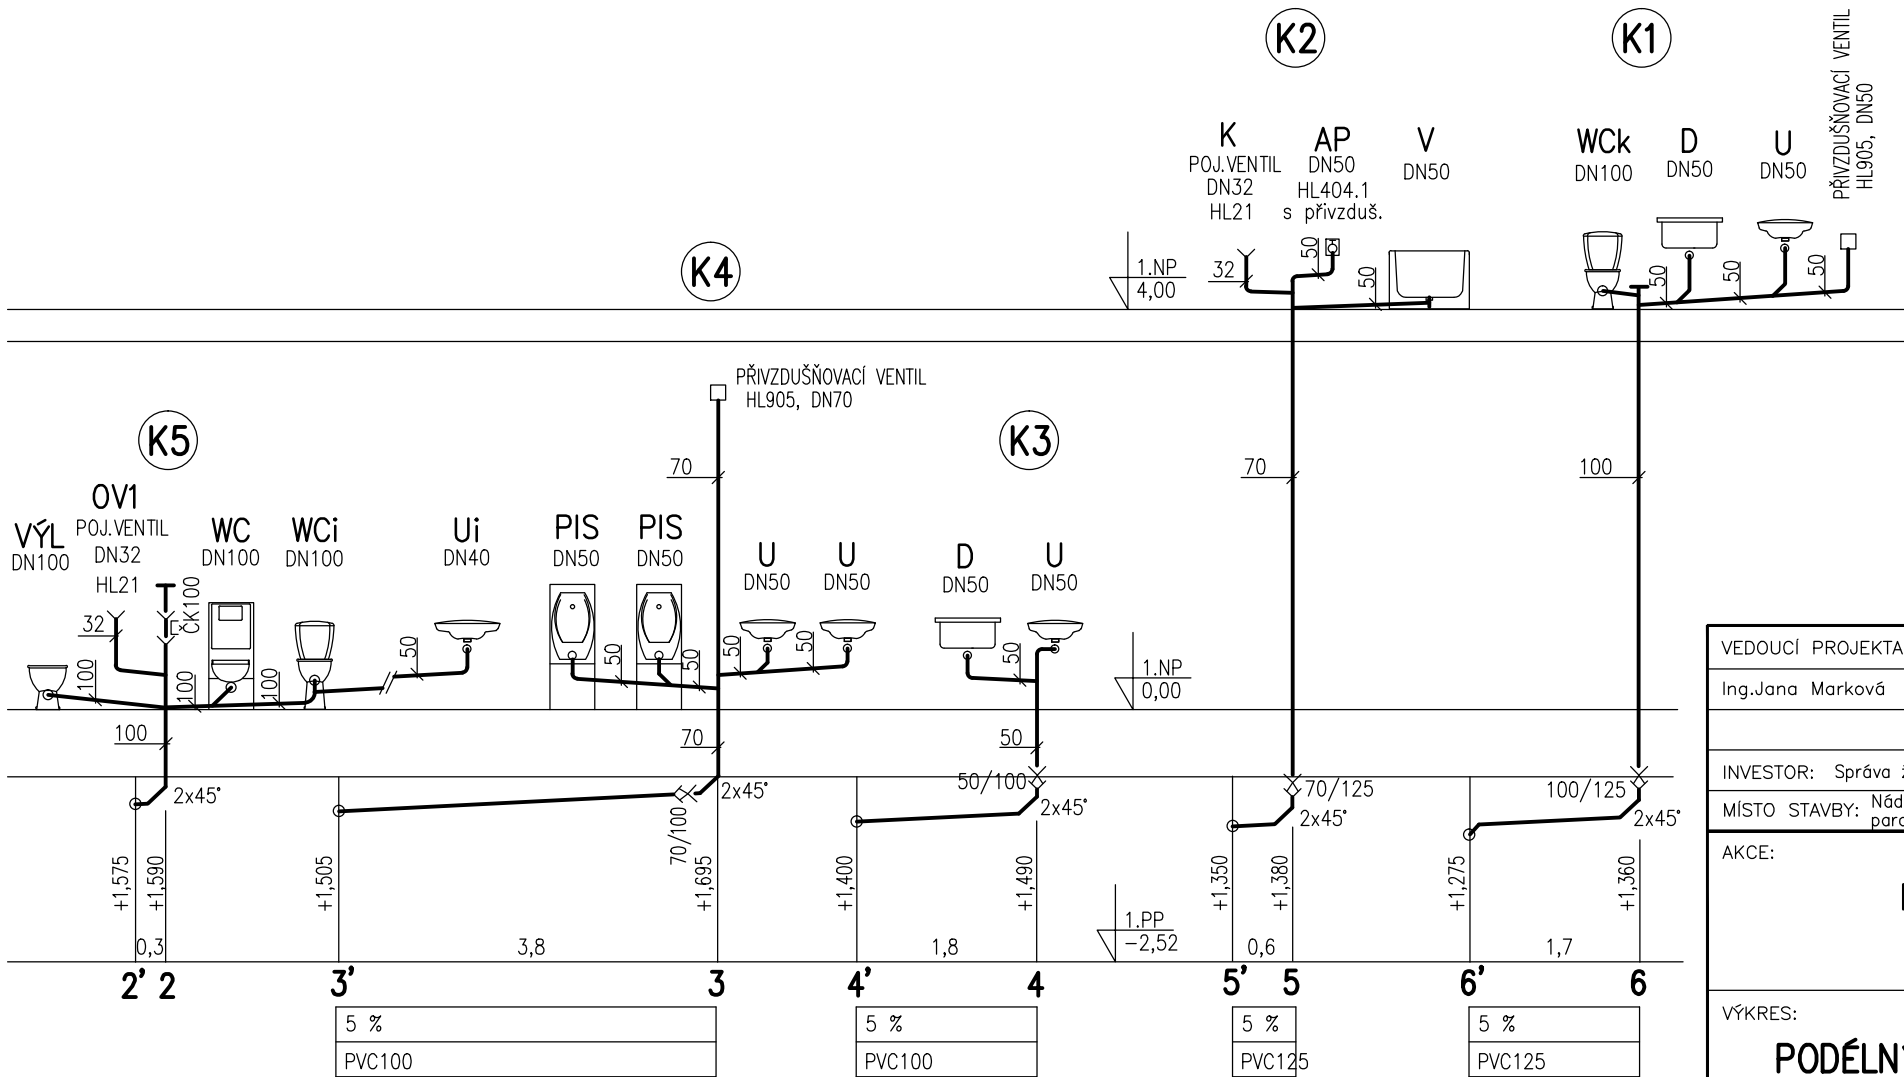 K2
K1
PŘIVZDUŠŇOVACÍ VENTIL
HL905, DN50
K
POJ.VENTIL
DN32
HL21
AP
DN50
HL404.1
s přivzduš.
V
DN50
WCk
DN100
D
DN50
U
DN50
K4
1.NP
4,00
32
50
50
50
50
50
PŘIVZDUŠŇOVACÍ VENTIL
HL905, DN70
K5
K3
70
70
100
VÝL
DN100
OV1
POJ.VENTIL
DN32
HL21
ČK100
WC
DN100
WCi
DN100
Ui
DN40
PIS
DN50
PIS
DN50
U
DN50
U
DN50
D
DN50
U
DN50
32
100
100
100
50
50
50
50
50
50
1.NP
0,00
100
70
50
2x45°
70/100
2x45°
50/100
2x45°
70/125
2x45°
100/125
2x45°
+1,575
+1,590
+1,505
+1,695
+1,400
+1,490
+1,350
+1,380
+1,275
+1,360
1.PP
-2,52
0,3
3,8
1,8
0,6
1,7
2' 2
3'
3
4'
4
5'
5
6'
6
5 %
PVC100
5 %
PVC100
5 %
PVC125
5 %
PVC125
VEDOUCÍ PROJEKTA
Ing.Jana Marková
INVESTOR: Správa
MÍSTO STAVBY: Nád
parc
AKCE:
VÝKRES:
PODÉLN